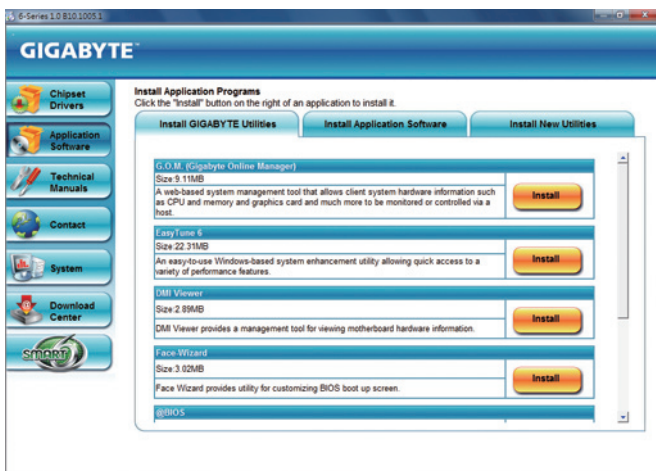 6-Series 1.0 B10.1005.1
GIGABYTE™
Chipset
Drivers
Application
Software
Technical
Manuals
Contact
System
Download
Center
SMART
Install Application Programs
Click the "Install" button on the right of an application to install it.
Install GIGABYTE Utilities
Install Application Software
Install New Utilities
G.O.M. (Gigabyte Online Manager)
Size:9.11MB
A web-based system management tool that allows client system hardware information such
as CPU and memory and graphics card and much more to be monitored or controlled via a
host.
Install
EasyTune 6
Size:22.31MB
An easy-to-use Windows-based system enhancement utility allowing quick access to a
variety of performance features.
Install
DMI Viewer
Size:2.89MB
DMI Viewer provides a management tool for viewing motherboard hardware information.
Install
Face-Wizard
Size:3.02MB
Face Wizard provides utility for customizing BIOS boot up screen.
Install
@BIOS